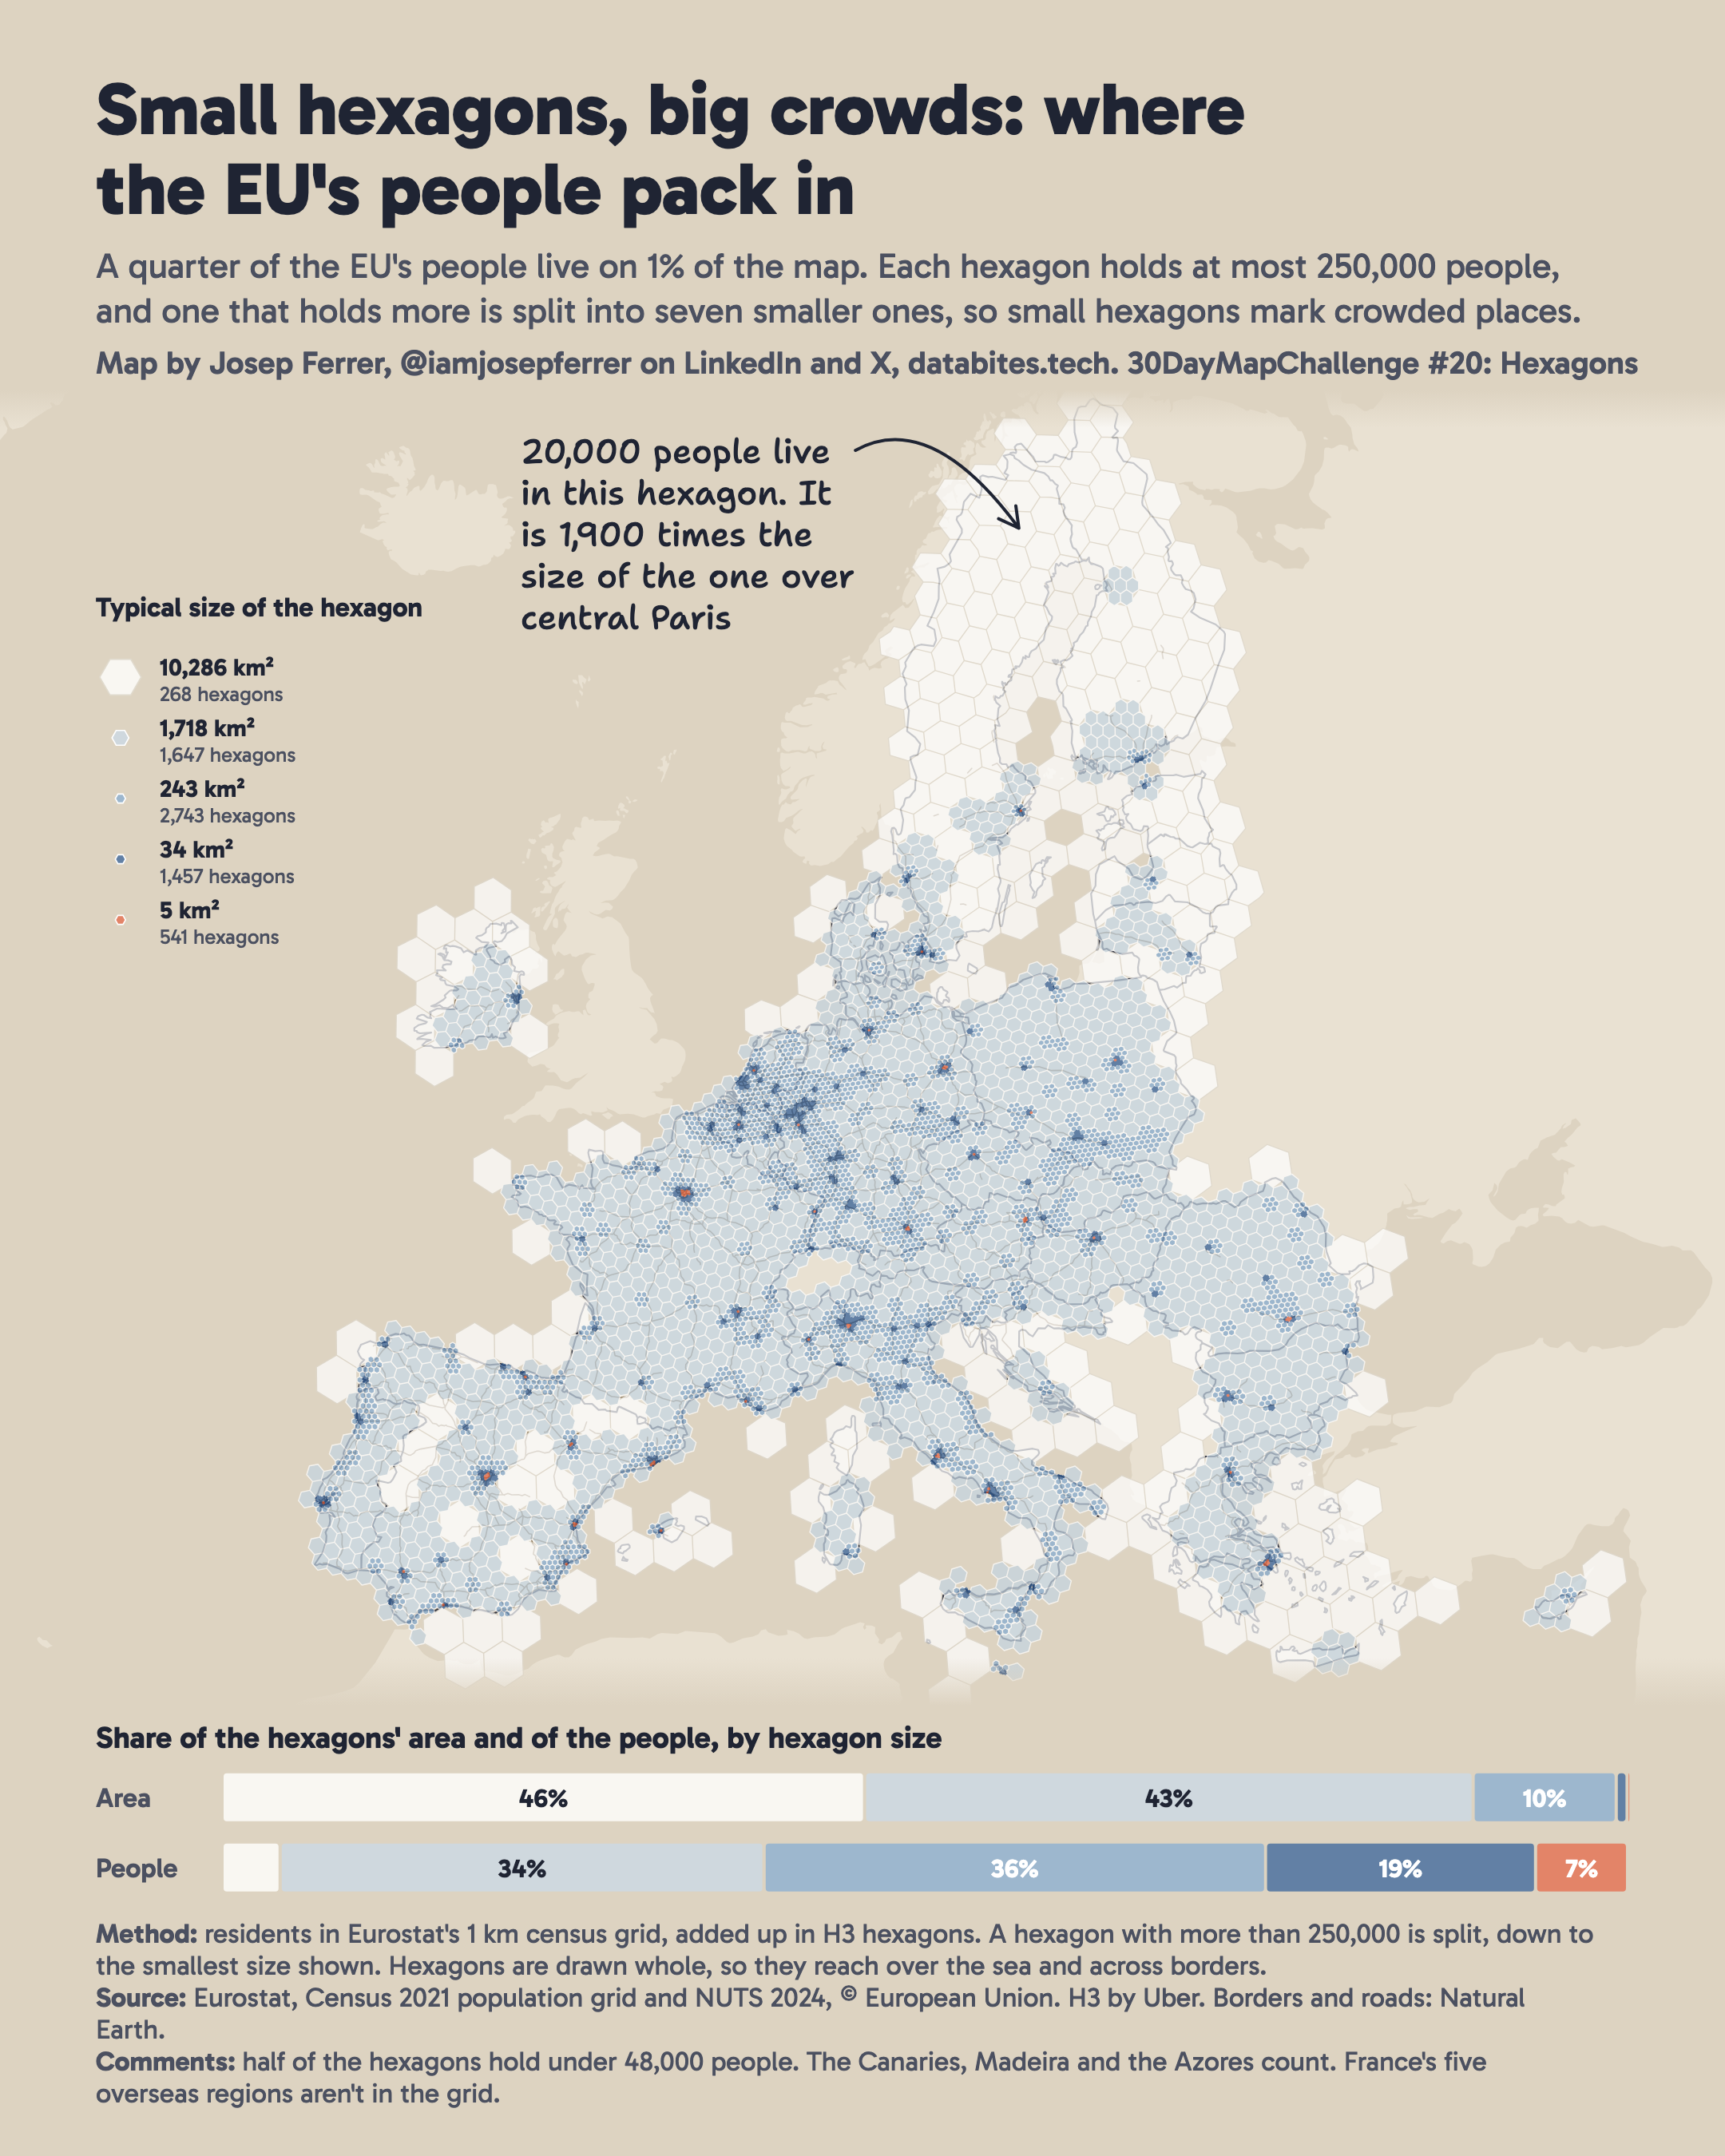 Small hexagons, big crowds: where
the EU's people pack in
A quarter of the EU's people live on 1% of the map. Each hexagon holds at most 250,000 people,
and one that holds more is split into seven smaller ones, so small hexagons mark crowded places.
Map by Josep Ferrer, @iamjosepferrer on LinkedIn and X, databites.tech. 30DayMapChallenge #20: Hexagons
20,000 people live
in this hexagon. It
is 1,900 times the
size of the one over
central Paris
Typical size of the hexagon
10,286 km²
268 hexagons
1,718 km²
1,647 hexagons
243 km²
2,743 hexagons
34 km²
1,457 hexagons
5 km²
541 hexagons
Share of the hexagons' area and of the people, by hexagon size
Area 46% 43% 10%
People 34% 36% 19% 7%
Method: residents in Eurostat's 1 km census grid, added up in H3 hexagons. A hexagon with more than 250,000 is split, down to
the smallest size shown. Hexagons are drawn whole, so they reach over the sea and across borders.
Source: Eurostat, Census 2021 population grid and NUTS 2024, © European Union. H3 by Uber. Borders and roads: Natural
Earth.
Comments: half of the hexagons hold under 48,000 people. The Canaries, Madeira and the Azores count. France's five
overseas regions aren't in the grid.